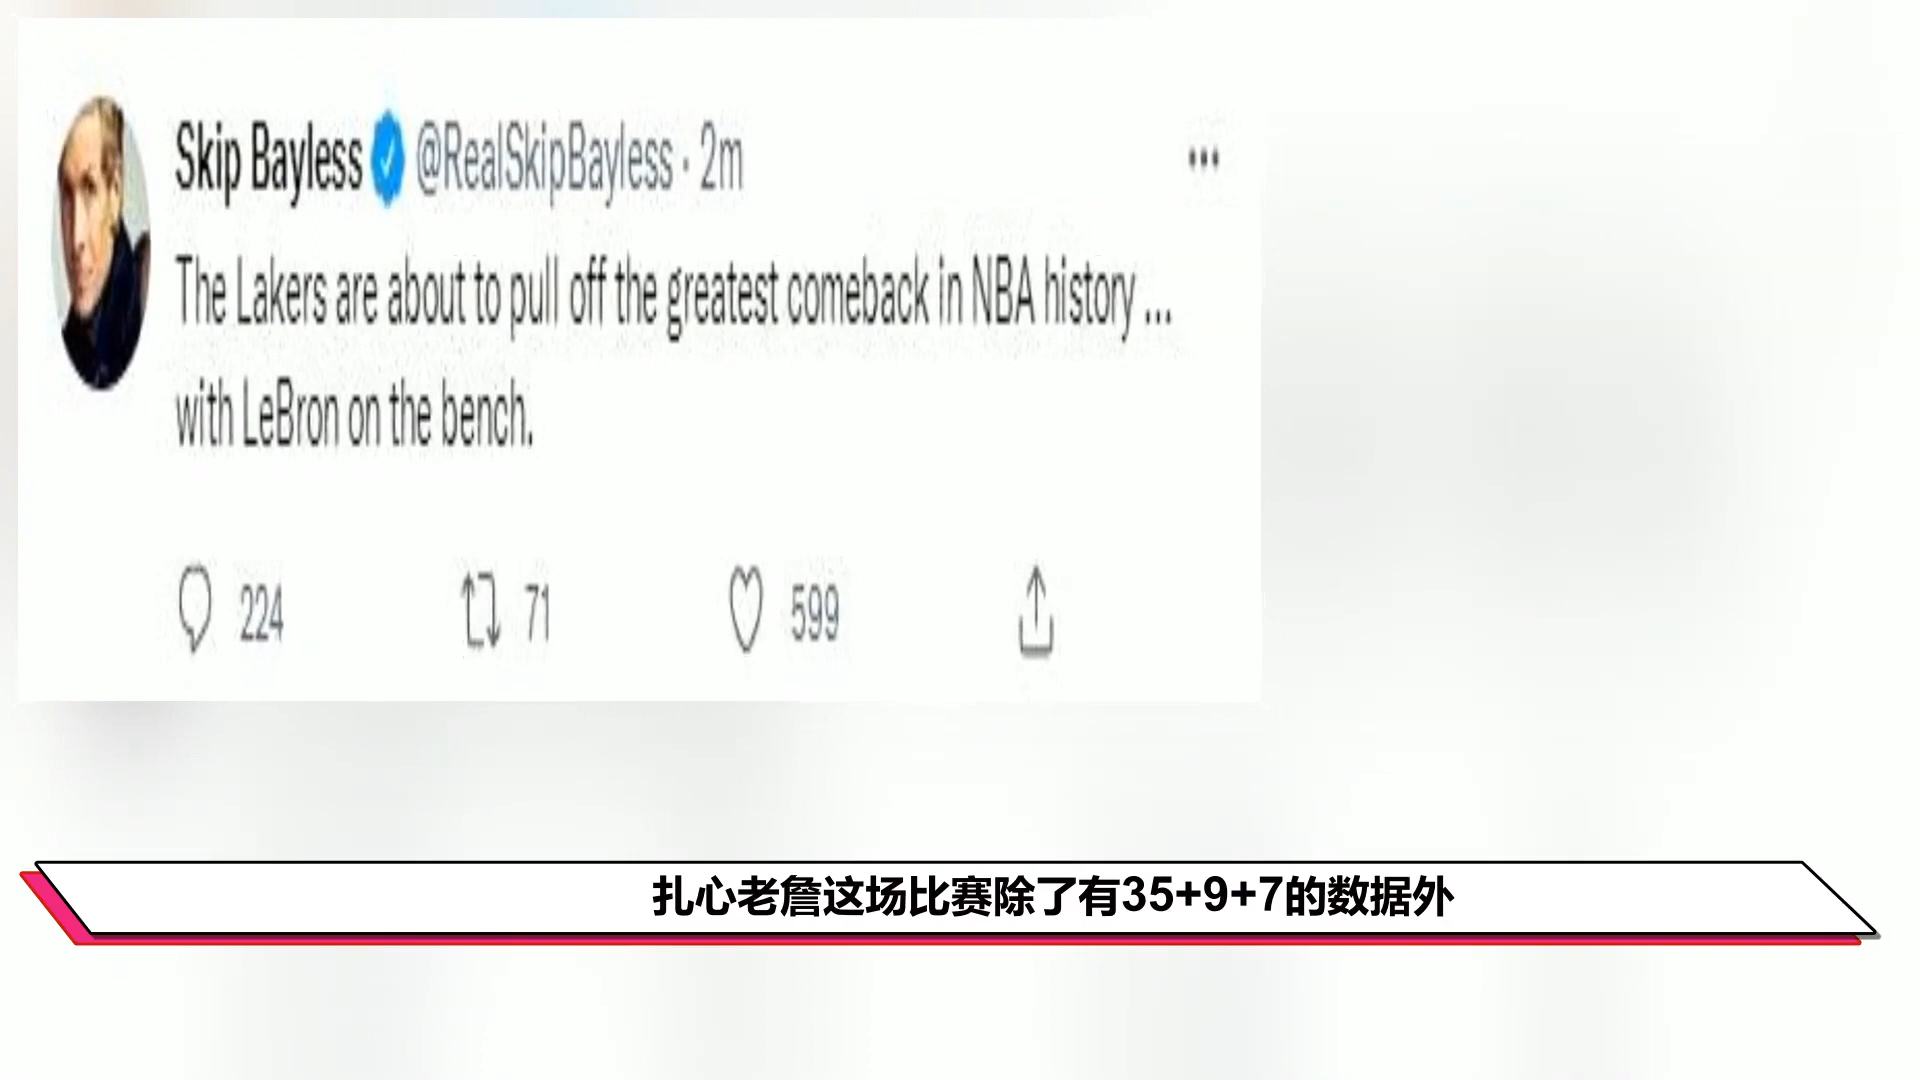 Skip Bayless @RealSkipBayless · 2m
The Lakers are about to pull off the greatest comeback in NBA history ...
with LeBron on the bench.
224 71 599
扎心老詹这场比赛除了有35+9+7的数据外